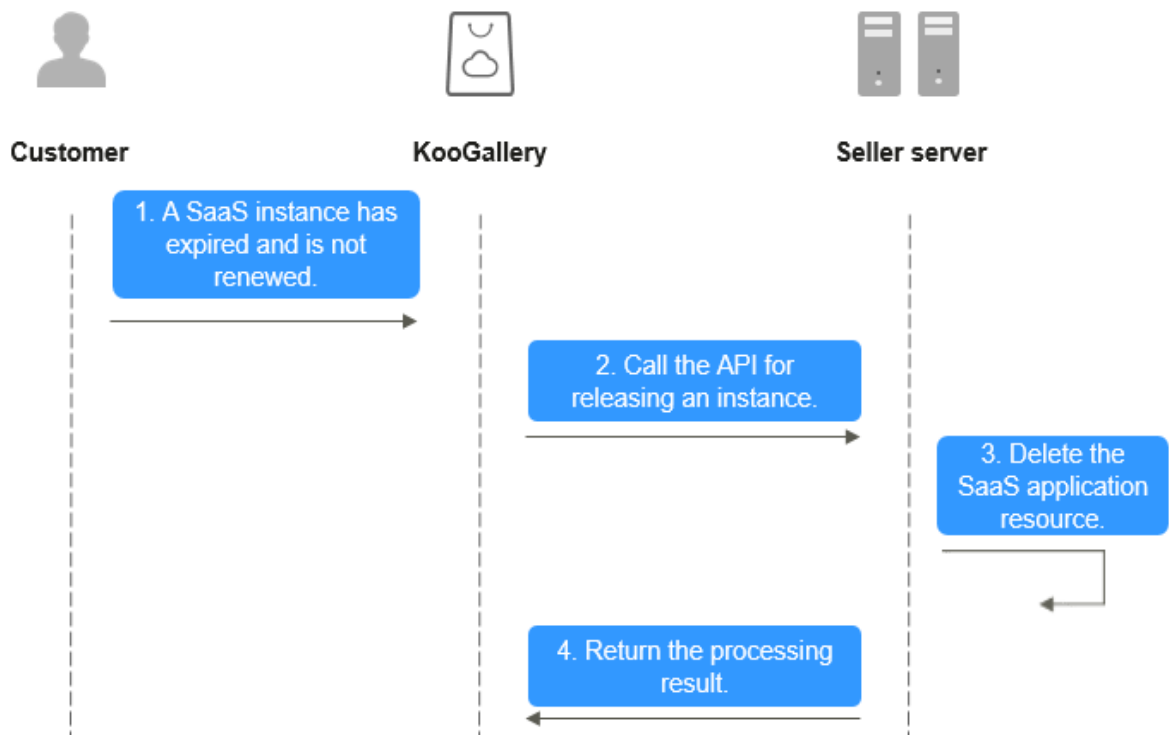 Customer
KooGallery
Seller server
1. A SaaS instance has
expired and is not
renewed.
2. Call the API for
releasing an instance.
3. Delete the
SaaS application
resource.
4. Return the processing
result.